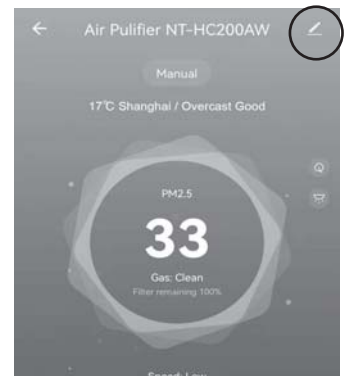 Air Pulifier NT-HC200AW
Manual
17℃ Shanghai / Overcast Good
PM2.5
33
Gas: Clean
Filter remaining 100%
Speed: Low